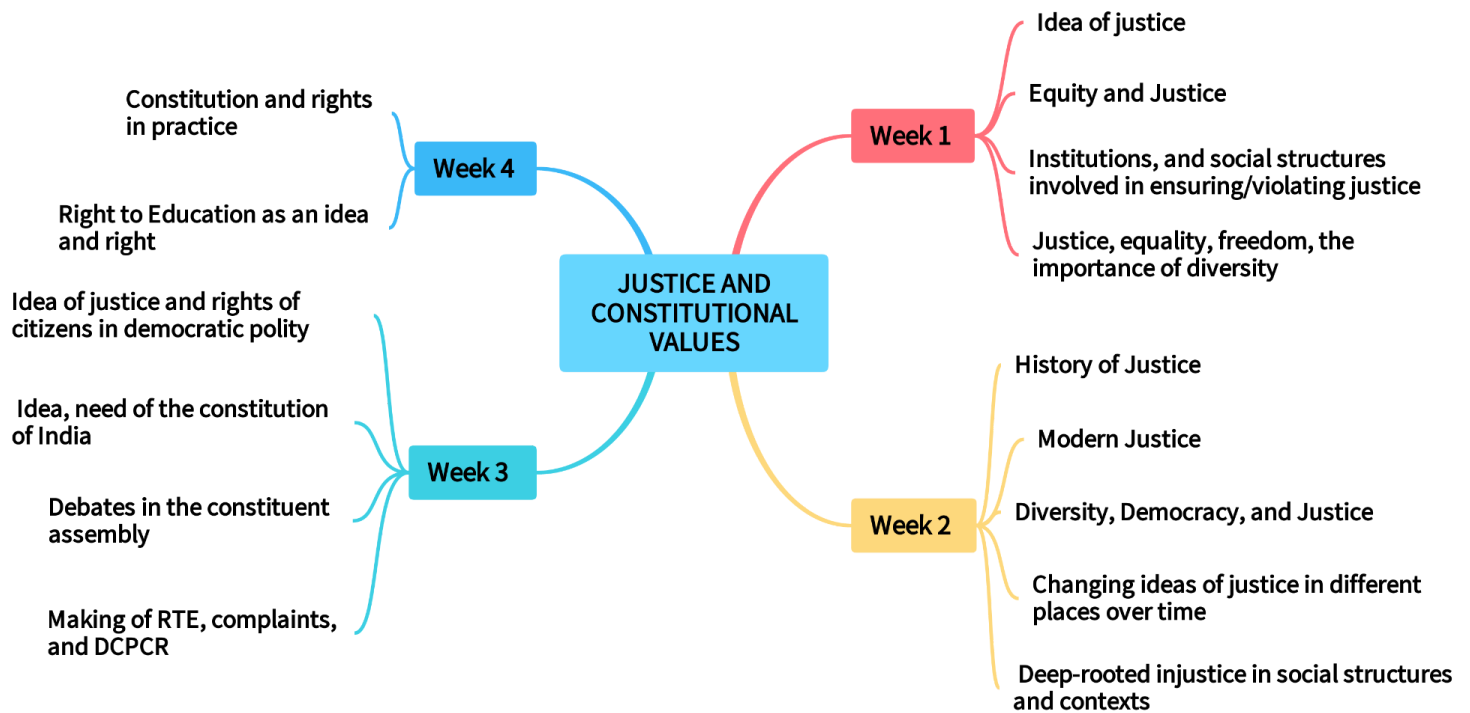 JUSTICE AND
CONSTITUTIONAL
VALUES
Week 1
Idea of justice
Equity and Justice
Institutions, and social structures
involved in ensuring/violating justice
Justice, equality, freedom, the
importance of diversity
Week 2
History of Justice
Modern Justice
Diversity, Democracy, and Justice
Changing ideas of justice in different
places over time
Deep-rooted injustice in social structures
and contexts
Week 3
Idea of justice and rights of
citizens in democratic polity
Idea, need of the constitution
of India
Debates in the constituent
assembly
Making of RTE, complaints,
and DCPCR
Week 4
Constitution and rights
in practice
Right to Education as an idea
and right